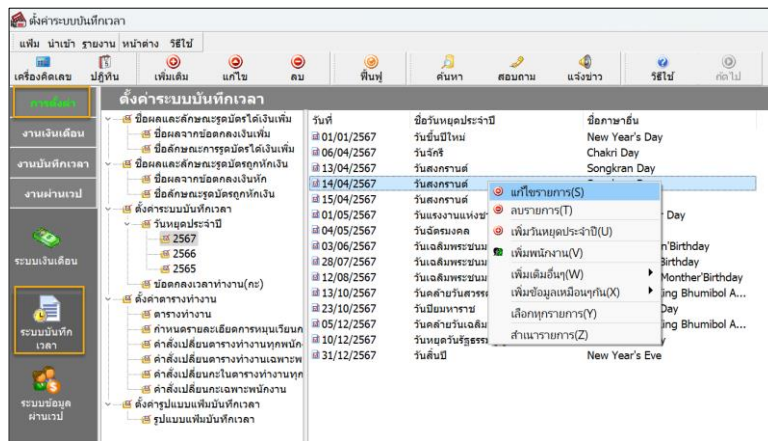 ตั้งค่าระบบบันทึกเวลา
แฟ้ม นำเข้า รายงาน หน้าต่าง วิธีใช้
เครื่องคิดเลข ปฏิทิน เพิ่มเติม แก้ไข ลบ ฟื้นฟู ค้นหา สอบถาม แจ้งข่าว วิธีใช้ ถัดไป
การตั้งค่า
งานเงินเดือน
งานบันทึกเวลา
งานผ่านเวป
ระบบเงินเดือน
ระบบบันทึก
เวลา
ระบบข้อมูล
ผ่านเวป
ตั้งค่าระบบบันทึกเวลา
ชื่อผลและลักษณะรูดบัตรได้เงินเพิ่ม
ชื่อผลจากข้อตกลงเงินเพิ่ม
ชื่อลักษณะการรูดบัตรได้เงินเพิ่ม
ชื่อผลและลักษณะรูดบัตรถูกหักเงิน
ชื่อผลจากข้อตกลงเงินหัก
ชื่อลักษณะรูดบัตรถูกหักเงิน
ตั้งค่าระบบบันทึกเวลา
วันหยุดประจำปี
2567
2566
2565
ข้อตกลงเวลาทำงาน(กะ)
ตั้งค่าตารางทำงาน
ตารางทำงาน
กำหนดรายละเอียดการหมุนเวียนก
คำสั่งเปลี่ยนตารางทำงานทุกพนัก
คำสั่งเปลี่ยนตารางทำงานเฉพาะพ
คำสั่งเปลี่ยนกะในตารางทำงานทุก
คำสั่งเปลี่ยนกะเฉพาะพนักงาน
ตั้งค่ารูปแบบแฟ้มบันทึกเวลา
รูปแบบแฟ้มบันทึกเวลา
วันที่ ชื่อวันหยุดประจำปี ชื่อภาษาอื่น
01/01/2567 วันขึ้นปีใหม่ New Year's Day
06/04/2567 วันจักรี Chakri Day
13/04/2567 วันสงกรานต์ Songkran Day
14/04/2567 วันสงกรานต์
15/04/2567 วันสงกรานต์
01/05/2567 วันแรงงานแห่งช Day
04/05/2567 วันฉัตรมงคล
03/06/2567 วันเฉลิมพระชนม n'Birthday
28/07/2567 วันเฉลิมพระชนม Birthday
12/08/2567 วันเฉลิมพระชนม Monther'Birthday
13/10/2567 วันคล้ายวันสวรร ing Bhumibol A...
23/10/2567 วันปิยมหาราช Day
05/12/2567 วันคล้ายวันเฉลิม ing Bhumibol A...
10/12/2567 วันหยุดวันรัฐธรร y
31/12/2567 วันสิ้นปี New Year's Eve
แก้ไขรายการ(S)
ลบรายการ(T)
เพิ่มวันหยุดประจำปี(U)
เพิ่มพนักงาน(V)
เพิ่มเติมอื่นๆ(W)
เพิ่มข้อมูลเหมือนๆกัน(X)
เลือกทุกรายการ(Y)
สำเนารายการ(Z)